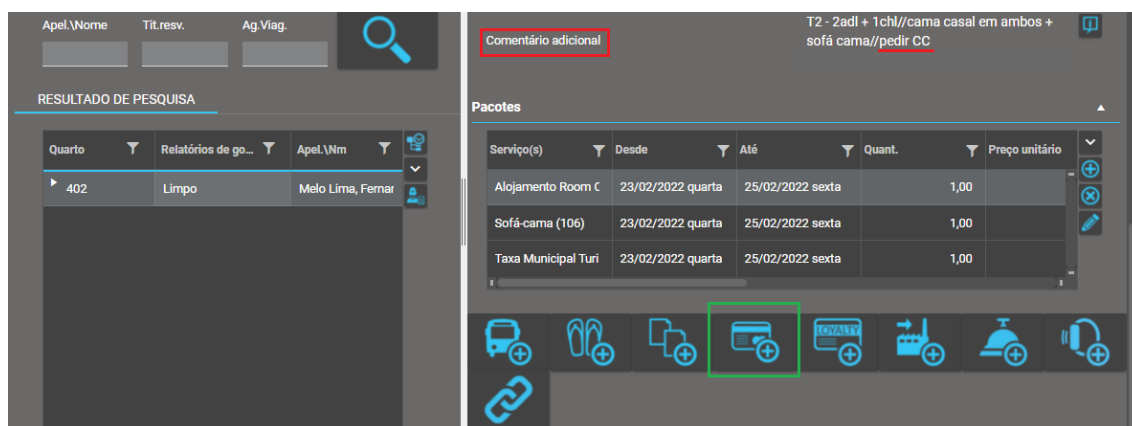 Apel.\Nome Tit.resv. Ag.Viag.
RESULTADO DE PESQUISA
Quarto Relatórios de go... Apel.\Nm
402 Limpo Melo Lima, Fernar
Comentário adicional
T2 - 2adl + 1chl//cama casal em ambos +
sofá cama//pedir CC
Pacotes
Serviço(s) Desde Até Quant. Preço unitário
Alojamento Room C 23/02/2022 quarta 25/02/2022 sexta 1,00
Sofá-cama (106) 23/02/2022 quarta 25/02/2022 sexta 1,00
Taxa Municipal Turi 23/02/2022 quarta 25/02/2022 sexta 1,00
LOYALTY